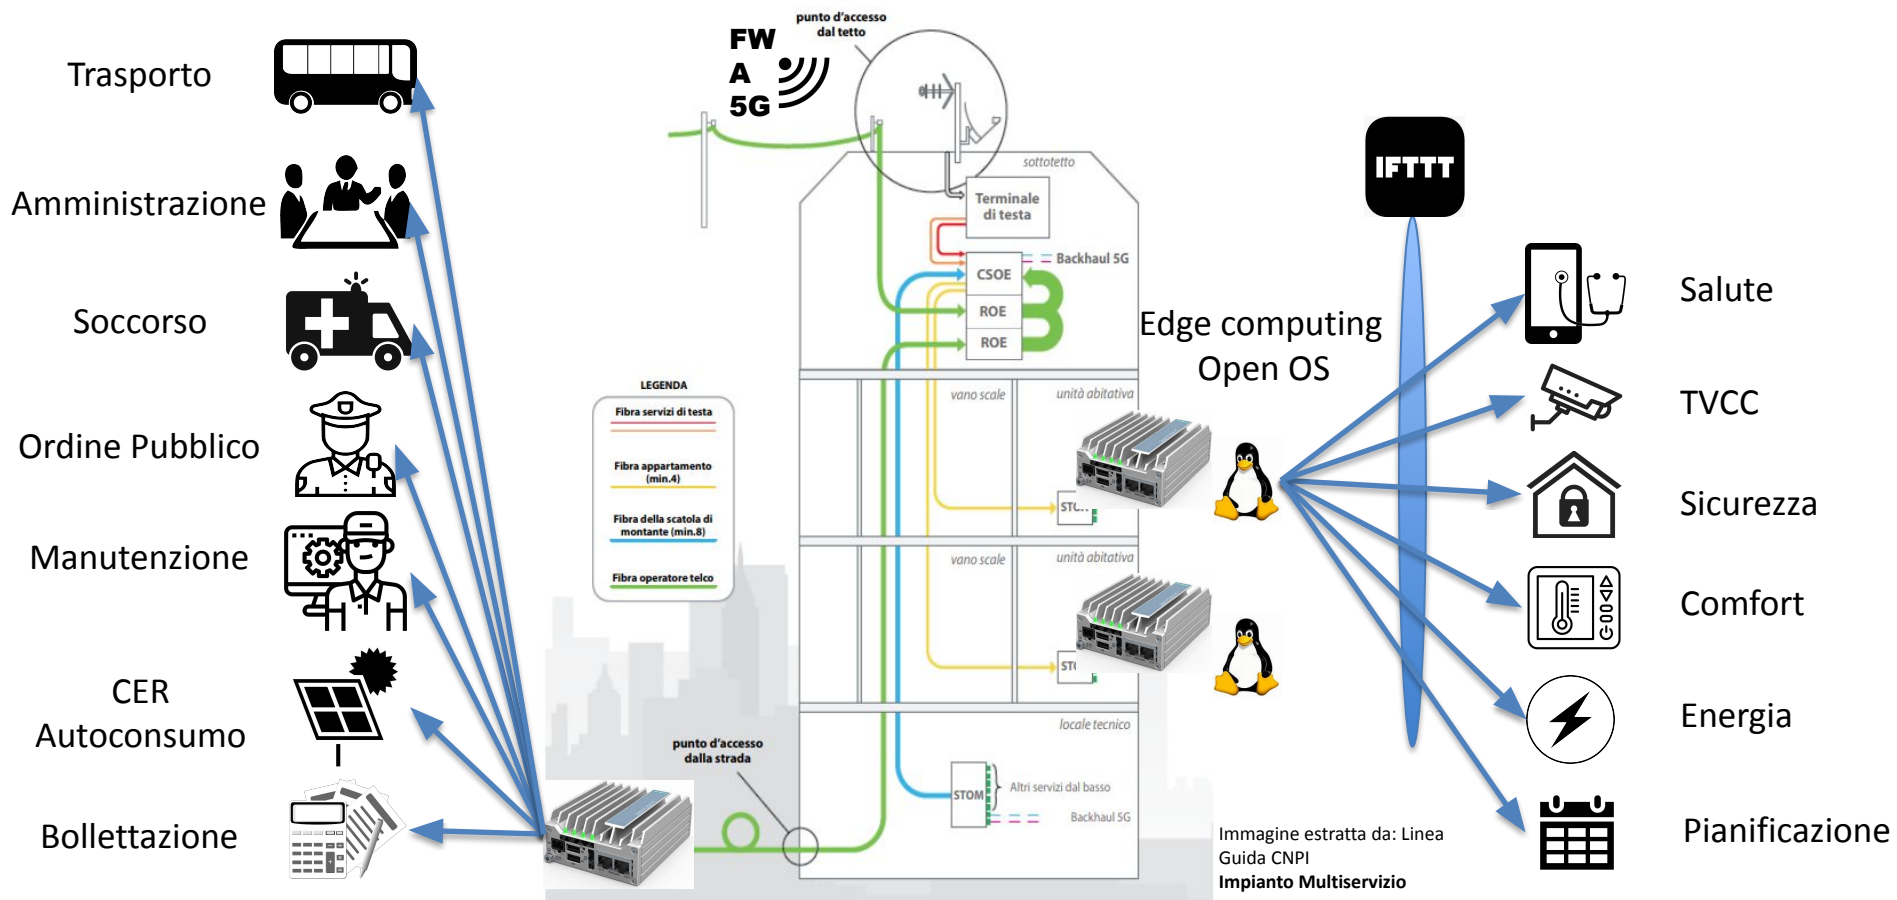 Trasporto
Amministrazione
Soccorso
Ordine Pubblico
Manutenzione
CER
Autoconsumo
Bollettazione
FW
A
5G
punto d'accesso
dal tetto
sottotetto
Terminale
di testa
CSOE
Backhaul 5G
ROE
ROE
LEGENDA
Fibra servizi di testa
Fibra appartamento
(min.4)
Fibra della scatola di
montante (min.8)
Fibra operatore telco
vano scale
unità abitativa
vano scale
unità abitativa
locale tecnico
punto d'accesso
dalla strada
STOM
Altri servizi dal basso
Backhaul 5G
Edge computing
Open OS
IFTTT
Salute
TVCC
Sicurezza
Comfort
Energia
Pianificazione
Immagine estratta da: Linea
Guida CNPI
Impianto Multiservizio